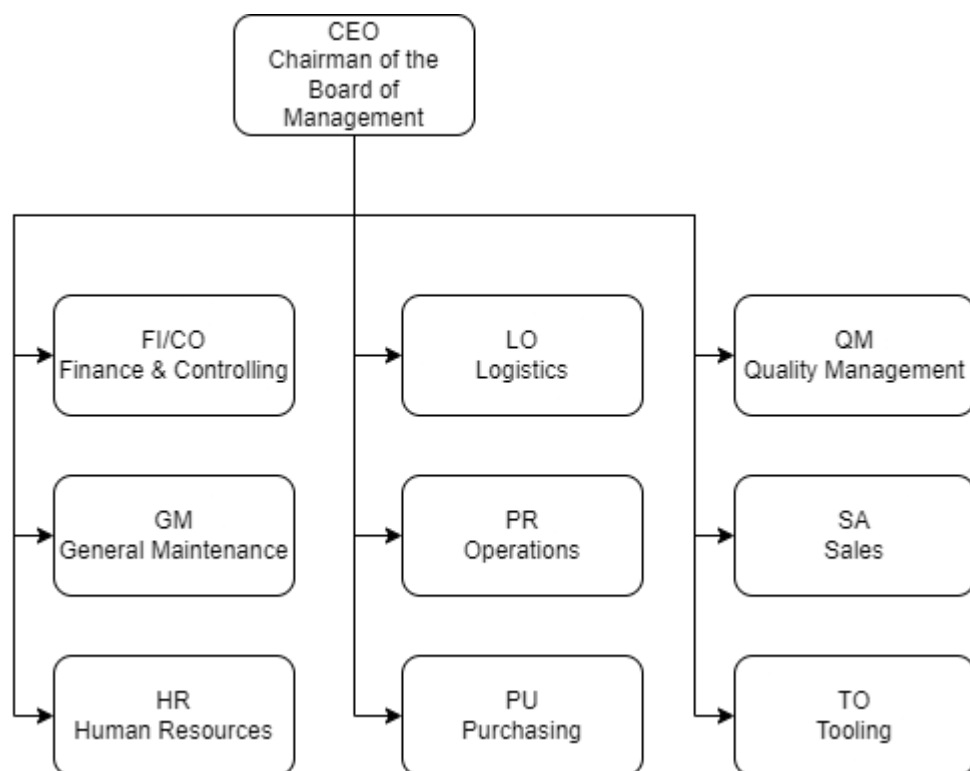 CEO
Chairman of the
Board of
Management
FI/CO
Finance & Controlling
LO
Logistics
QM
Quality Management
GM
General Maintenance
PR
Operations
SA
Sales
HR
Human Resources
PU
Purchasing
TO
Tooling